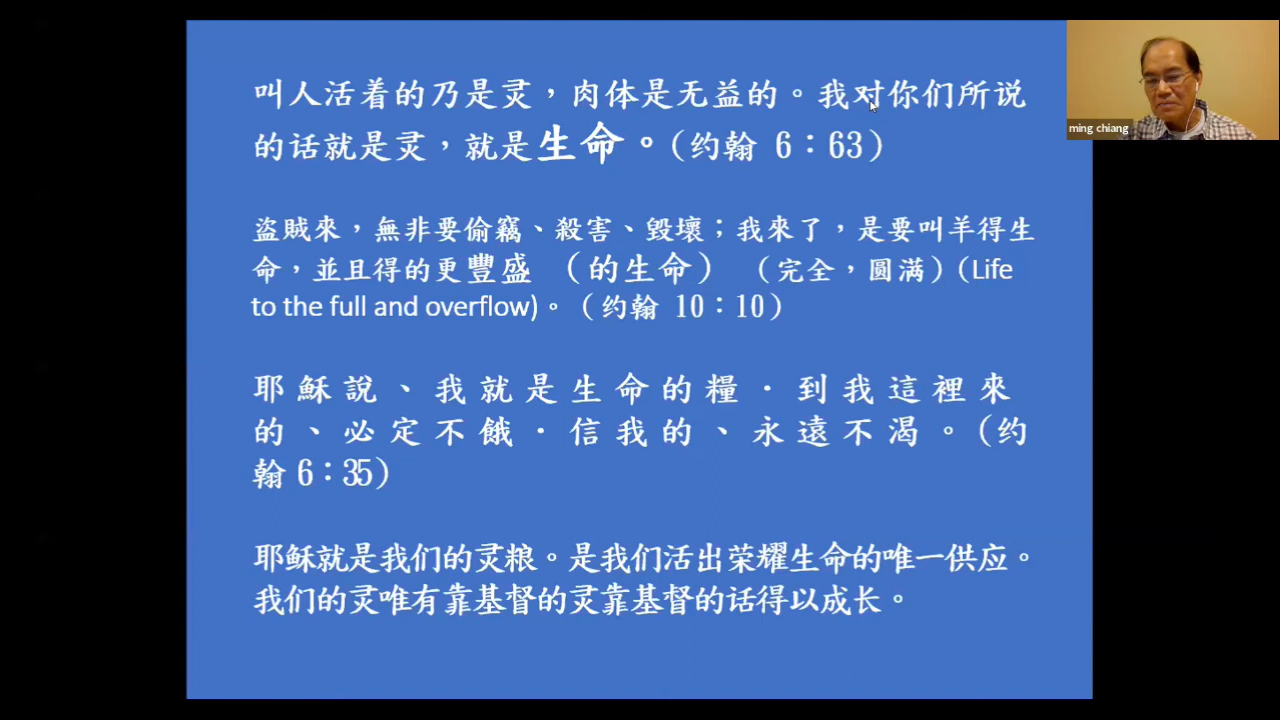 叫人活着的乃是灵，肉体是无益的。我对你们所说
的话就是灵，就是生命。(约翰 6：63)
盜賊來，無非要偷竊、殺害、毀壞；我來了，是要叫羊得生
命，並且得的更豐盛 （的生命） （完全，圓满）(Life
to the full and overflow)。（约翰 10：10）
耶穌說、我就是生命的糧．到我這裡來
的、必定不餓．信我的、永遠不渴。(约
翰 6：35)
耶稣就是我们的灵粮。是我们活出荣耀生命的唯一供应。
我们的灵唯有靠基督的灵靠基督的话得以成长。
ming chiang